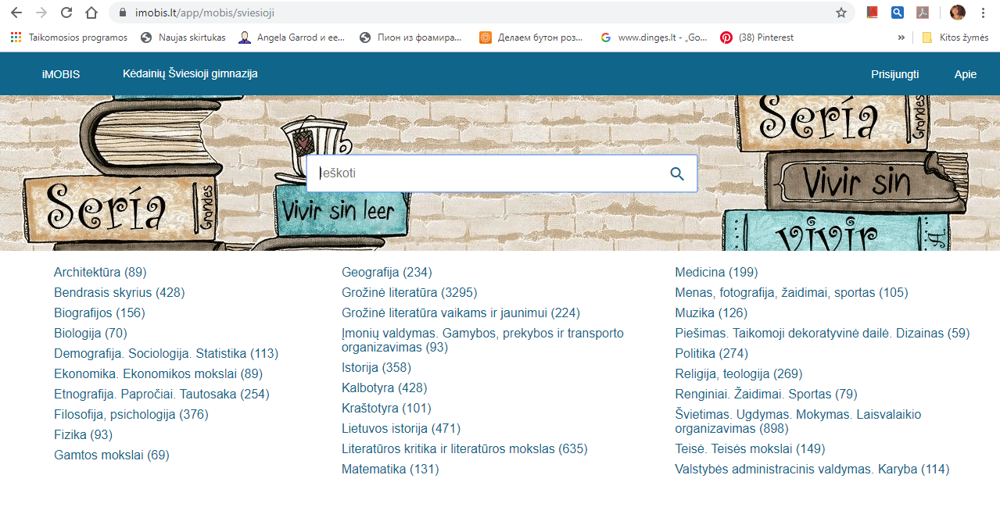 imobis.lt/app/mobis/sviesioji
Taikomosios programos
Naujas skirtukas
Angela Garrod и ее...
Пион из фоамира...
Делаем бутон роз...
www.dingęs.lt - „Go...
(38) Pinterest
»
Kitos žymės
iMOBIS
Kėdainių Šviesioji gimnazija
Prisijungti
Apie
Sería
Grandes
Vivir sin leer
Ieškoti
Sería
Grandes
Vivir sin
vivir
A
Architektūra (89)
Bendrasis skyrius (428)
Biografijos (156)
Biologija (70)
Demografija. Sociologija. Statistika (113)
Ekonomika. Ekonomikos mokslai (89)
Etnografija. Papročiai. Tautosaka (254)
Filosofija, psichologija (376)
Fizika (93)
Gamtos mokslai (69)
Geografija (234)
Grožinė literatūra (3295)
Grožinė literatūra vaikams ir jaunimui (224)
Įmonių valdymas. Gamybos, prekybos ir transporto
organizavimas (93)
Istorija (358)
Kalbotyra (428)
Kraštotyra (101)
Lietuvos istorija (471)
Literatūros kritika ir literatūros mokslas (635)
Matematika (131)
Medicina (199)
Menas, fotografija, žaidimai, sportas (105)
Muzika (126)
Piešimas. Taikomoji dekoratyvinė dailė. Dizainas (59)
Politika (274)
Religija, teologija (269)
Renginiai. Žaidimai. Sportas (79)
Švietimas. Ugdymas. Mokymas. Laisvalaikio
organizavimas (898)
Teisė. Teisės mokslai (149)
Valstybės administracinis valdymas. Karyba (114)